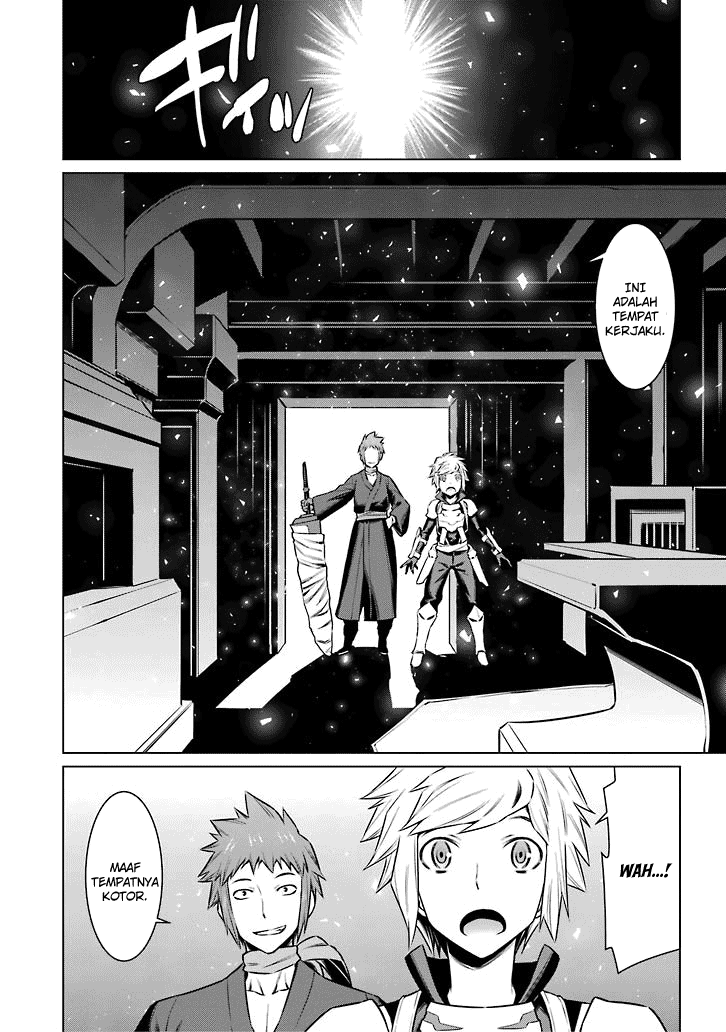 ギ
イッ
INI
ADALAH
TEMPAT
KERJAKU.
WAH...!
MAAF
TEMPATNYA
KOTOR.